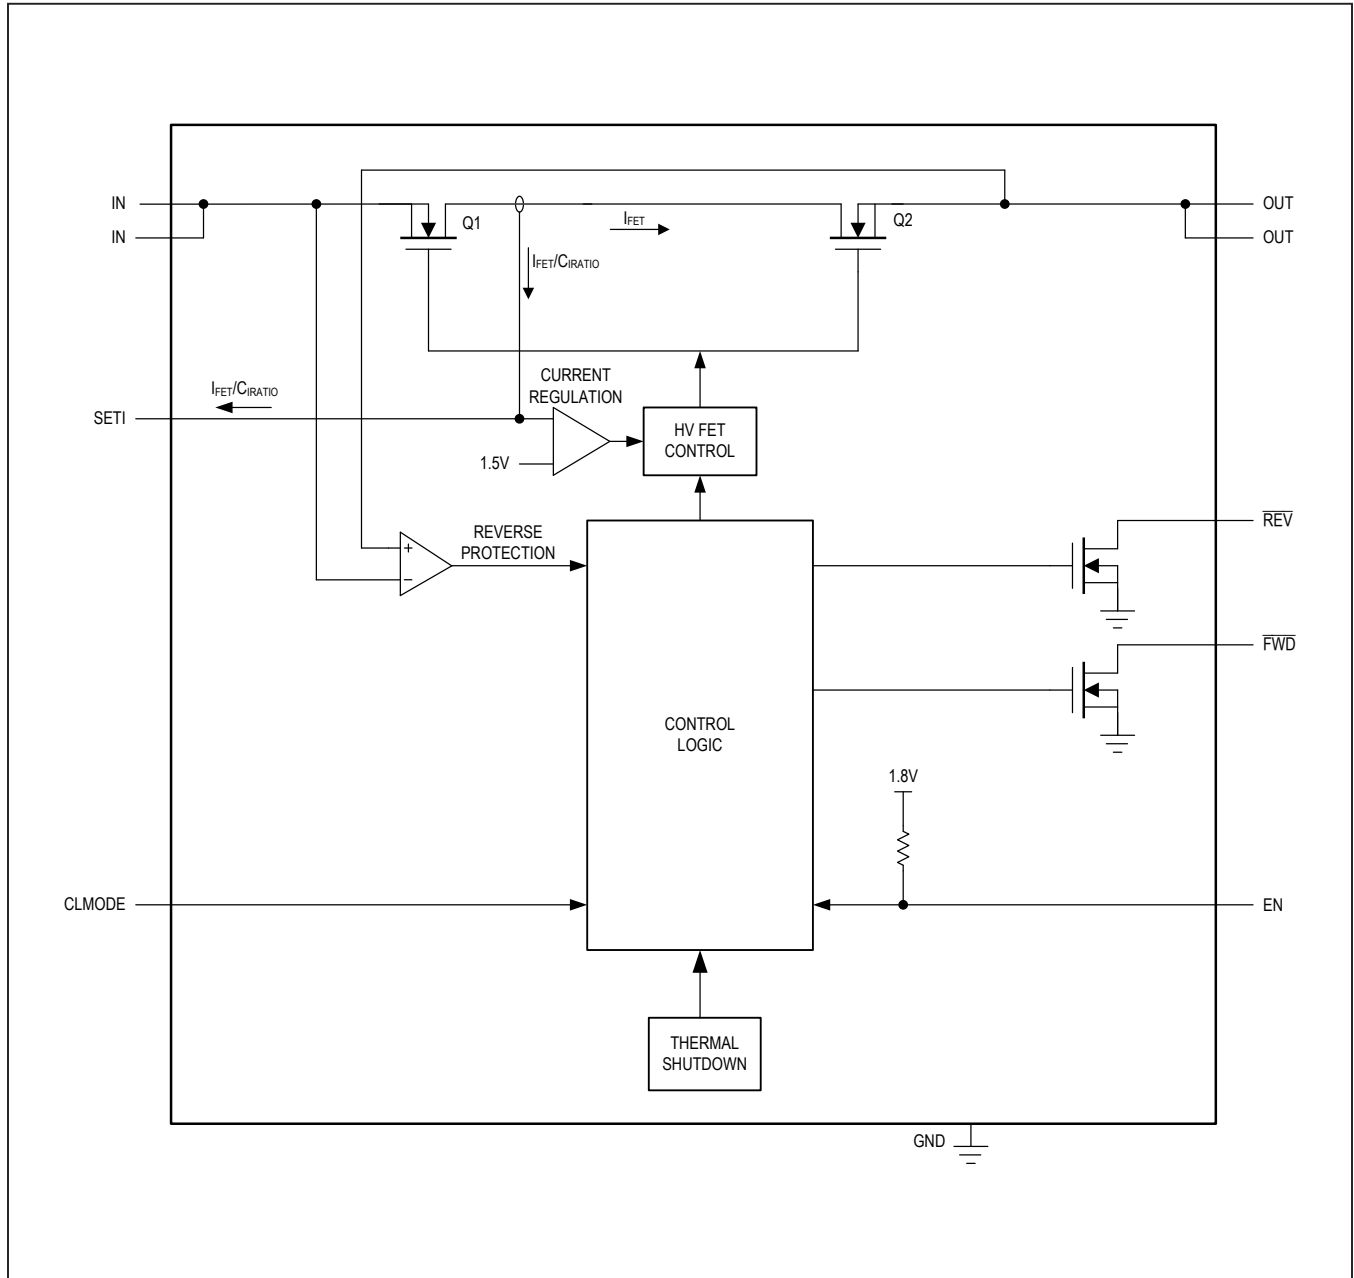 IN
OUT
Q1
IFET
Q2
IN
OUT
IFET/CIRATIO
CURRENT
REGULATION
IFET/CIRATIO
SETI
HV FET
CONTROL
1.5V
REVERSE
PROTECTION
+
−
REV
FWD
CONTROL
LOGIC
1.8V
CLMODE
EN
THERMAL
SHUTDOWN
GND